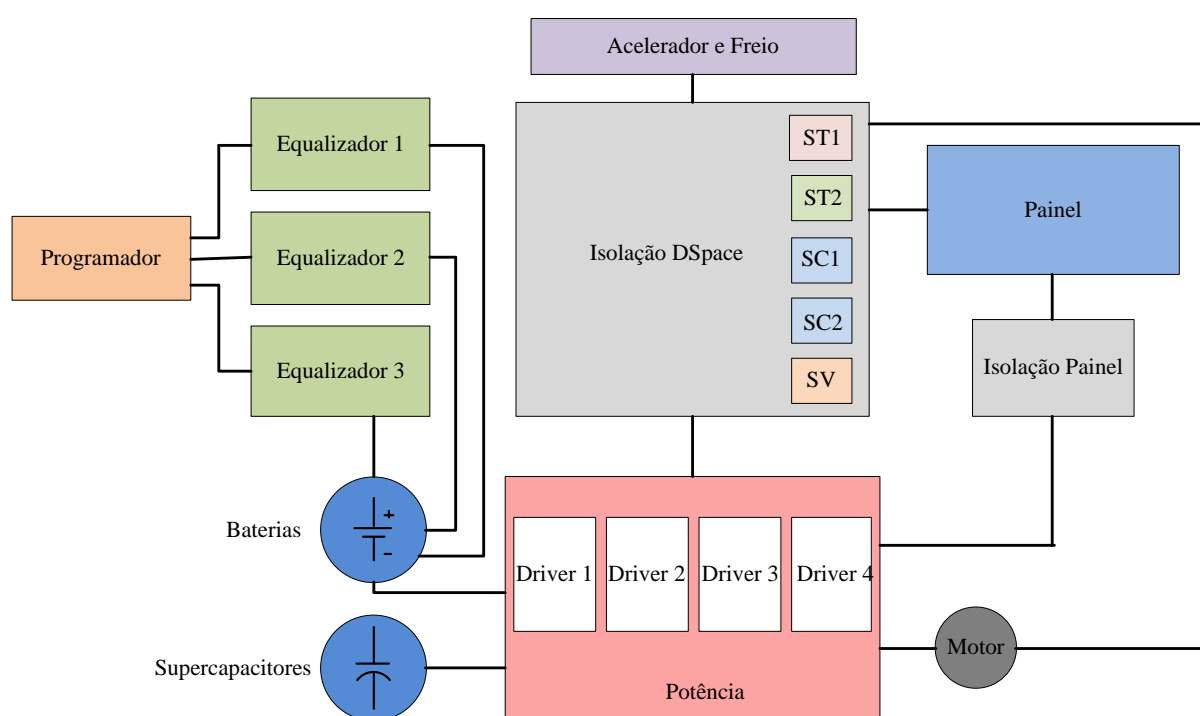 Acelerador e Freio
Equalizador 1
Equalizador 2
Equalizador 3
Programador
Isolação DSpace
ST1
ST2
SC1
SC2
SV
Painel
Isolação Painel
Baterias
+
-
Supercapacitores
Driver 1
Driver 2
Driver 3
Driver 4
Potência
Motor